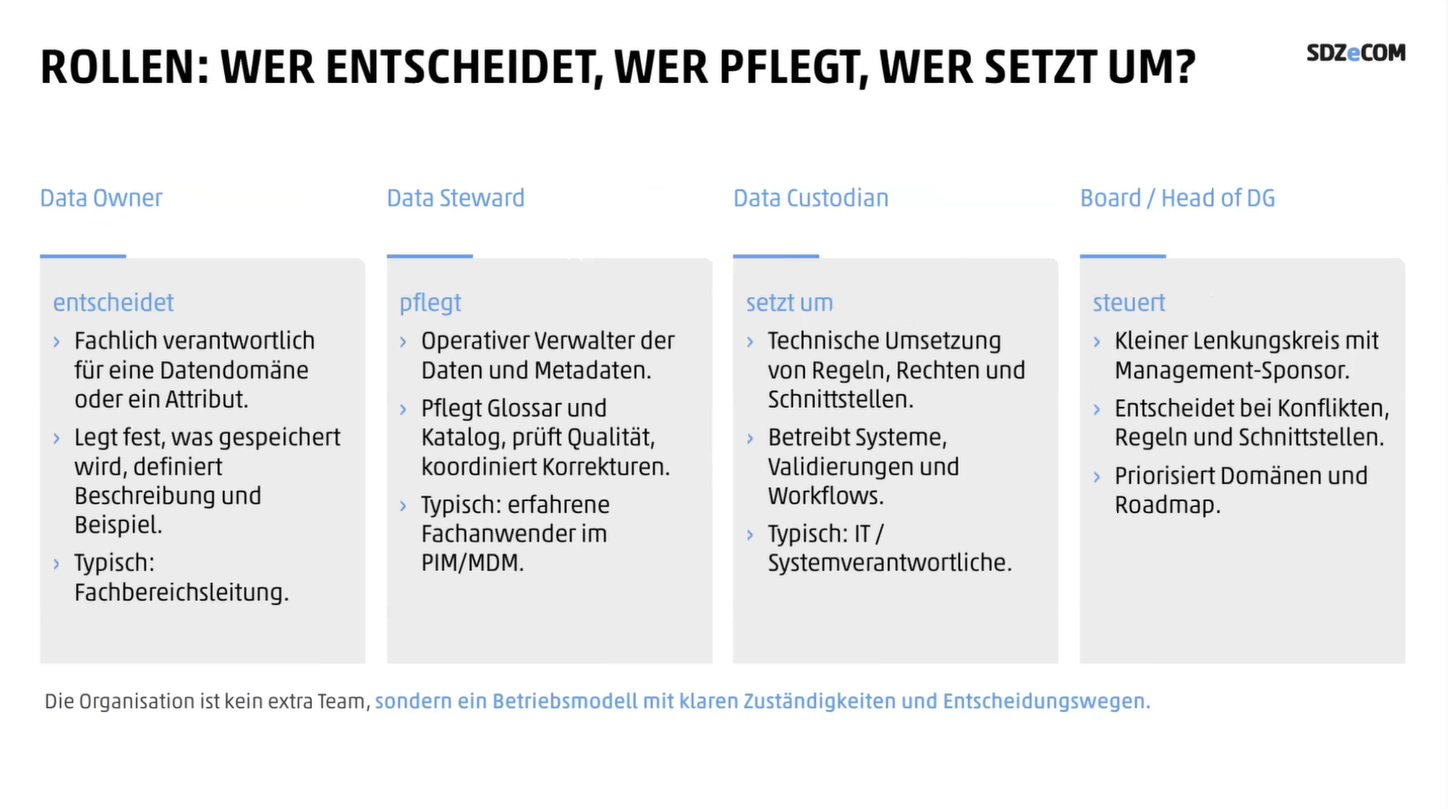 ROLLEN: WER ENTSCHEIDET, WER PFLEGT, WER SETZT UM?
SDZeCOM
Data Owner
entscheidet
› Fachlich verantwortlich
für eine Datendomäne
oder ein Attribut.
› Legt fest, was gespeichert
wird, definiert
Beschreibung und
Beispiel.
› Typisch:
Fachbereichsleitung.
Data Steward
pflegt
› Operativer Verwalter der
Daten und Metadaten.
› Pflegt Glossar und
Katalog, prüft Qualität,
koordiniert Korrekturen.
› Typisch: erfahrene
Fachanwender im
PIM/MDM.
Data Custodian
setzt um
› Technische Umsetzung
von Regeln, Rechten und
Schnittstellen.
› Betreibt Systeme,
Validierungen und
Workflows.
› Typisch: IT /
Systemverantwortliche.
Board / Head of DG
steuert
› Kleiner Lenkungskreis mit
Management-Sponsor.
› Entscheidet bei Konflikten,
Regeln und Schnittstellen.
› Priorisiert Domänen und
Roadmap.
Die Organisation ist kein extra Team, sondern ein Betriebsmodell mit klaren Zuständigkeiten und Entscheidungswegen.